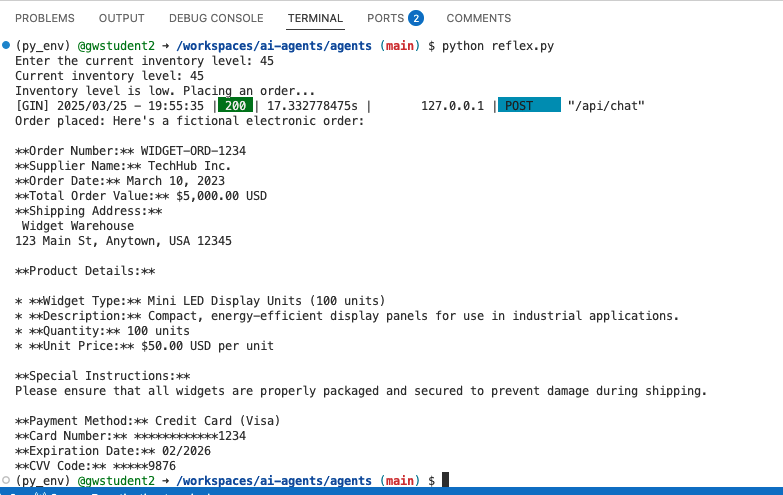 PROBLEMS OUTPUT DEBUG CONSOLE TERMINAL PORTS 2 COMMENTS
(py_env) @gwstudent2 → /workspaces/ai-agents/agents (main) $ python reflex.py
Enter the current inventory level: 45
Current inventory level: 45
Inventory level is low. Placing an order...
[GIN] 2025/03/25 - 19:55:35 | 200 | 17.332778475s | 127.0.0.1 | POST "/api/chat"
Order placed: Here's a fictional electronic order:
**Order Number:** WIDGET-ORD-1234
**Supplier Name:** TechHub Inc.
**Order Date:** March 10, 2023
**Total Order Value:** $5,000.00 USD
**Shipping Address:**
Widget Warehouse
123 Main St, Anytown, USA 12345
**Product Details:**
* **Widget Type:** Mini LED Display Units (100 units)
* **Description:** Compact, energy-efficient display panels for use in industrial applications.
* **Quantity:** 100 units
* **Unit Price:** $50.00 USD per unit
**Special Instructions:**
Please ensure that all widgets are properly packaged and secured to prevent damage during shipping.
**Payment Method:** Credit Card (Visa)
**Card Number:** ************1234
**Expiration Date:** 02/2026
**CVV Code:** *****9876
(py_env) @gwstudent2 → /workspaces/ai-agents/agents (main) $